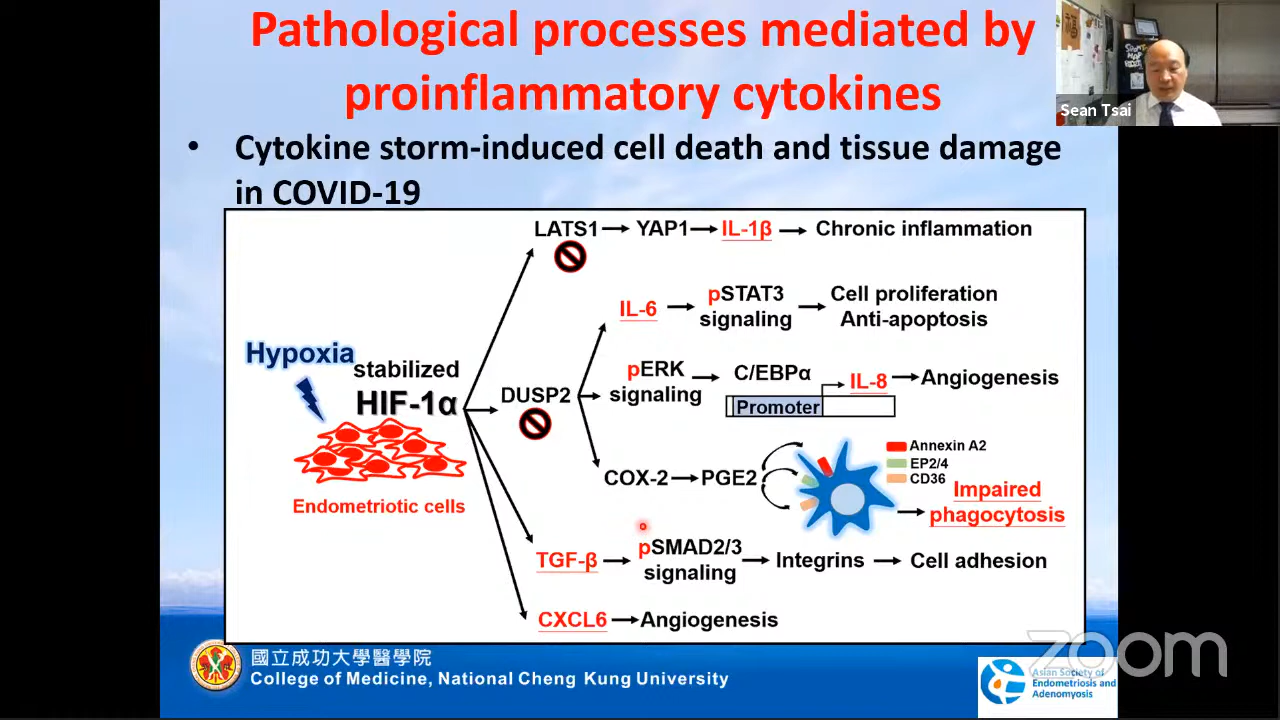 Pathological processes mediated by
proinflammatory cytokines
Sean Tsai
• Cytokine storm-induced cell death and tissue damage
in COVID-19
LATS1 YAP1 IL-1β Chronic inflammation
IL-6
pSTAT3
signaling
Cell proliferation
Anti-apoptosis
Hypoxia
stabilized
HIF-1α
Endometriotic cells
DUSP2
pERK
signaling
C/EBPα
Promoter
IL-8
Angiogenesis
COX-2 PGE2
Annexin A2
EP2/4
CD36
Impaired
phagocytosis
TGF-β
pSMAD2/3
signaling
Integrins
Cell adhesion
CXCL6 Angiogenesis
國立成功大學醫學院
College of Medicine, National Cheng Kung University
zoom
Asian Society of
Endometriosis and
Adenomyosis